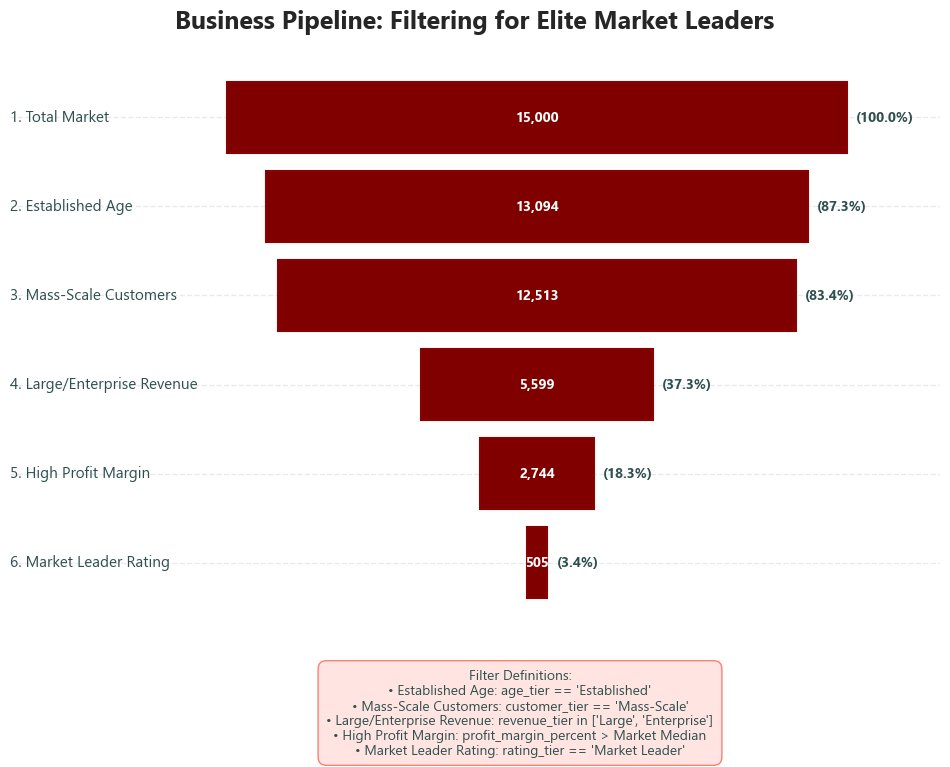 Business Pipeline: Filtering for Elite Market Leaders
1. Total Market 15,000 (100.0%)
2. Established Age 13,094 (87.3%)
3. Mass-Scale Customers 12,513 (83.4%)
4. Large/Enterprise Revenue 5,599 (37.3%)
5. High Profit Margin 2,744 (18.3%)
6. Market Leader Rating 505 (3.4%)
Filter Definitions:
• Established Age: age_tier == 'Established'
• Mass-Scale Customers: customer_tier == 'Mass-Scale'
• Large/Enterprise Revenue: revenue_tier in ['Large', 'Enterprise']
• High Profit Margin: profit_margin_percent > Market Median
• Market Leader Rating: rating_tier == 'Market Leader'